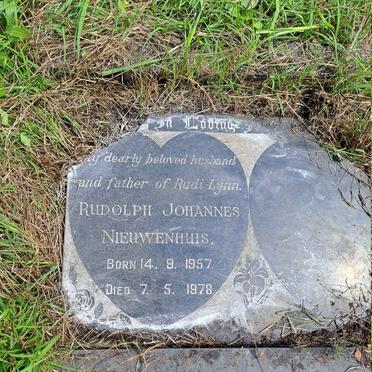 In Loving
My dearly beloved husband
and father of Rudi Lynn.
RUDOLPH JOHANNES
NIEUWENHUIS.
BORN 14. 9. 1957.
DIED 7. 5. 1978.